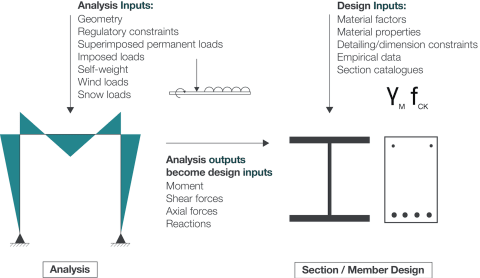 Analysis Inputs:
Geometry
Regulatory constraints
Superimposed permanent loads
Imposed loads
Self-weight
Wind loads
Snow loads
Design Inputs:
Material factors
Material properties
Detailing/dimension constraints
Empirical data
Section catalogues
γM fCK
Analysis outputs
become design inputs
Moment
Shear forces
Axial forces
Reactions
Analysis
Section / Member Design